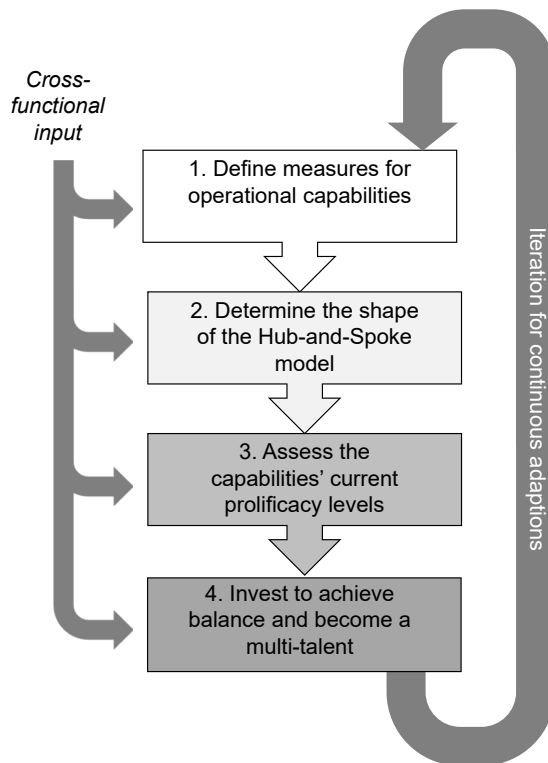 Cross-
functional
input
1. Define measures for
operational capabilities
2. Determine the shape
of the Hub-and-Spoke
model
3. Assess the
capabilities’ current
prolificacy levels
4. Invest to achieve
balance and become a
multi-talent
Iteration for continuous adaptions